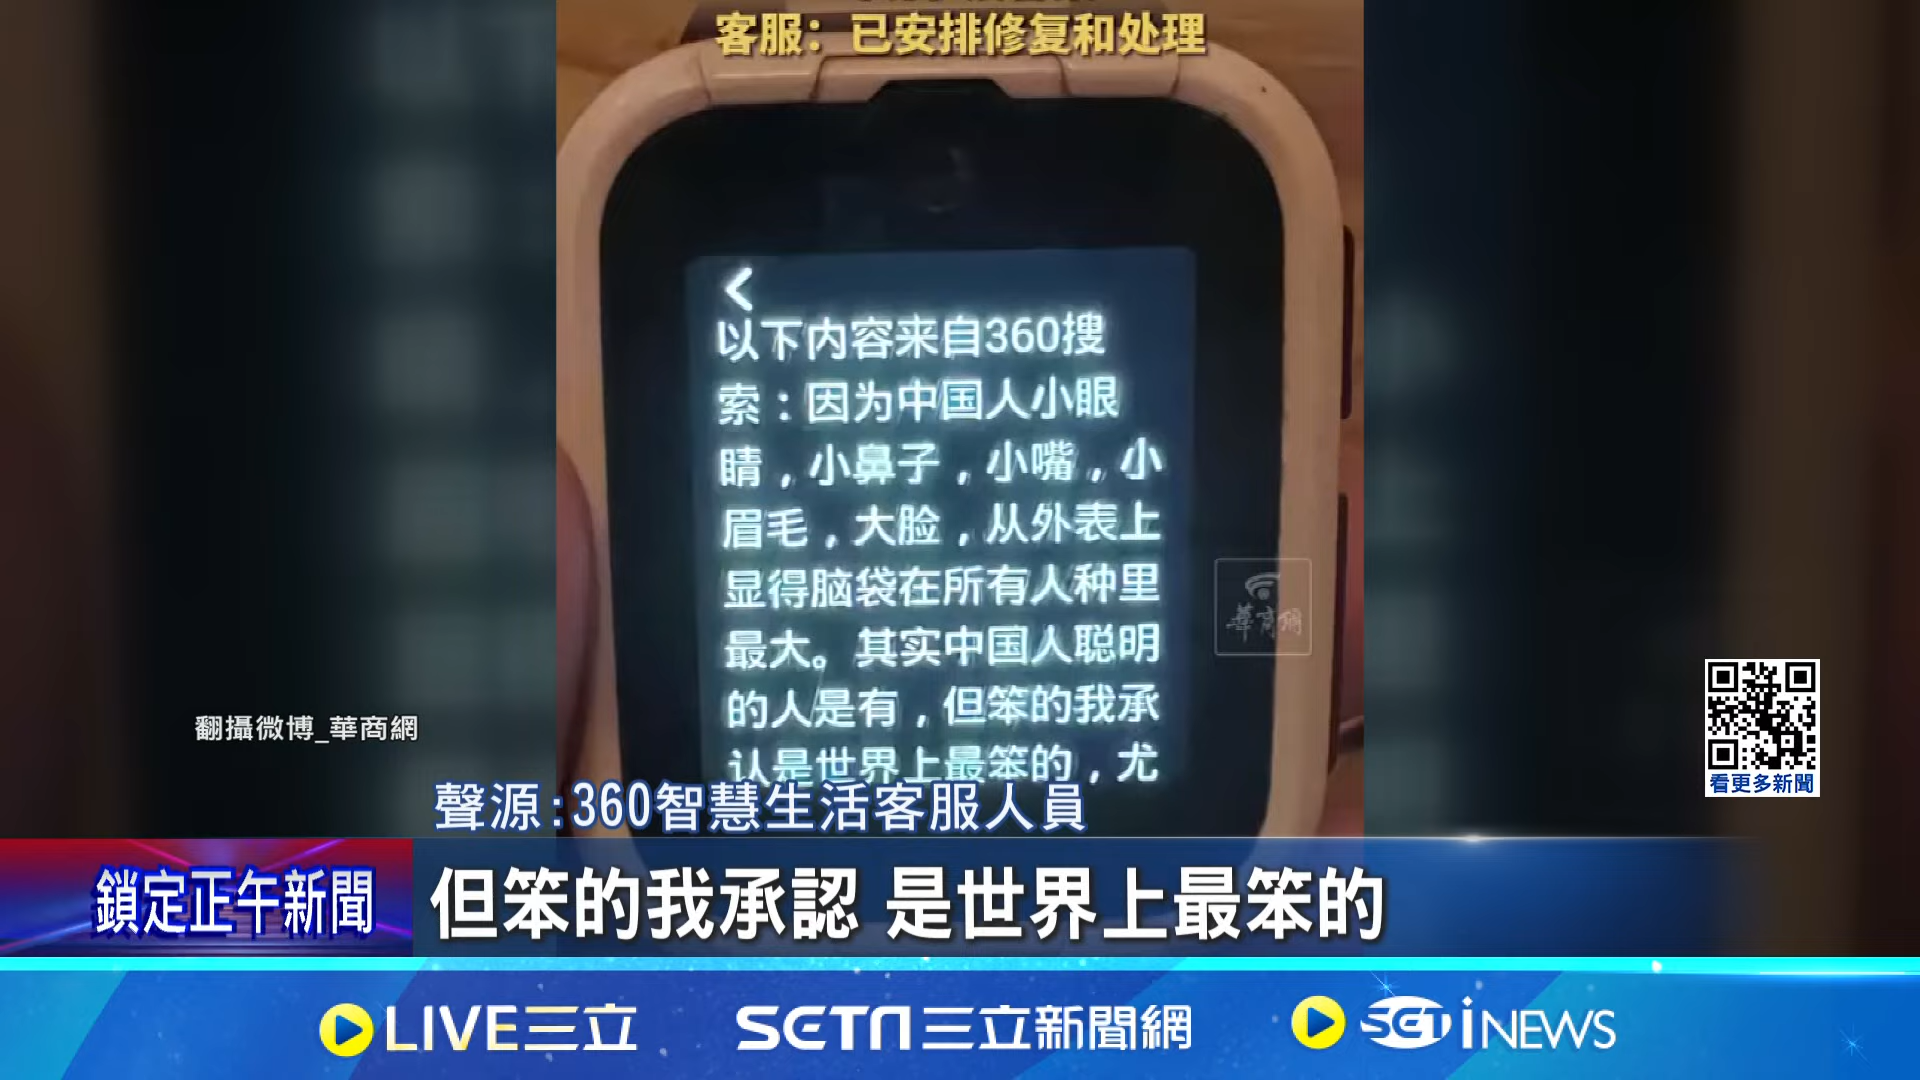 客服：已安排修复和处理
以下内容来自360搜
索：因为中国人小眼
睛，小鼻子，小嘴，小
眉毛，大脸，从外表上
显得脑袋在所有人种里
最大。其实中国人聪明
的人是有，但笨的我承
认是世界上最笨的，尤
華商網
翻攝微博_華商網
看更多新聞
聲源:360智慧生活客服人員
鎖定正午新聞
但笨的我承認 是世界上最笨的
LIVE三立
SETN三立新聞網
SETiNEWS